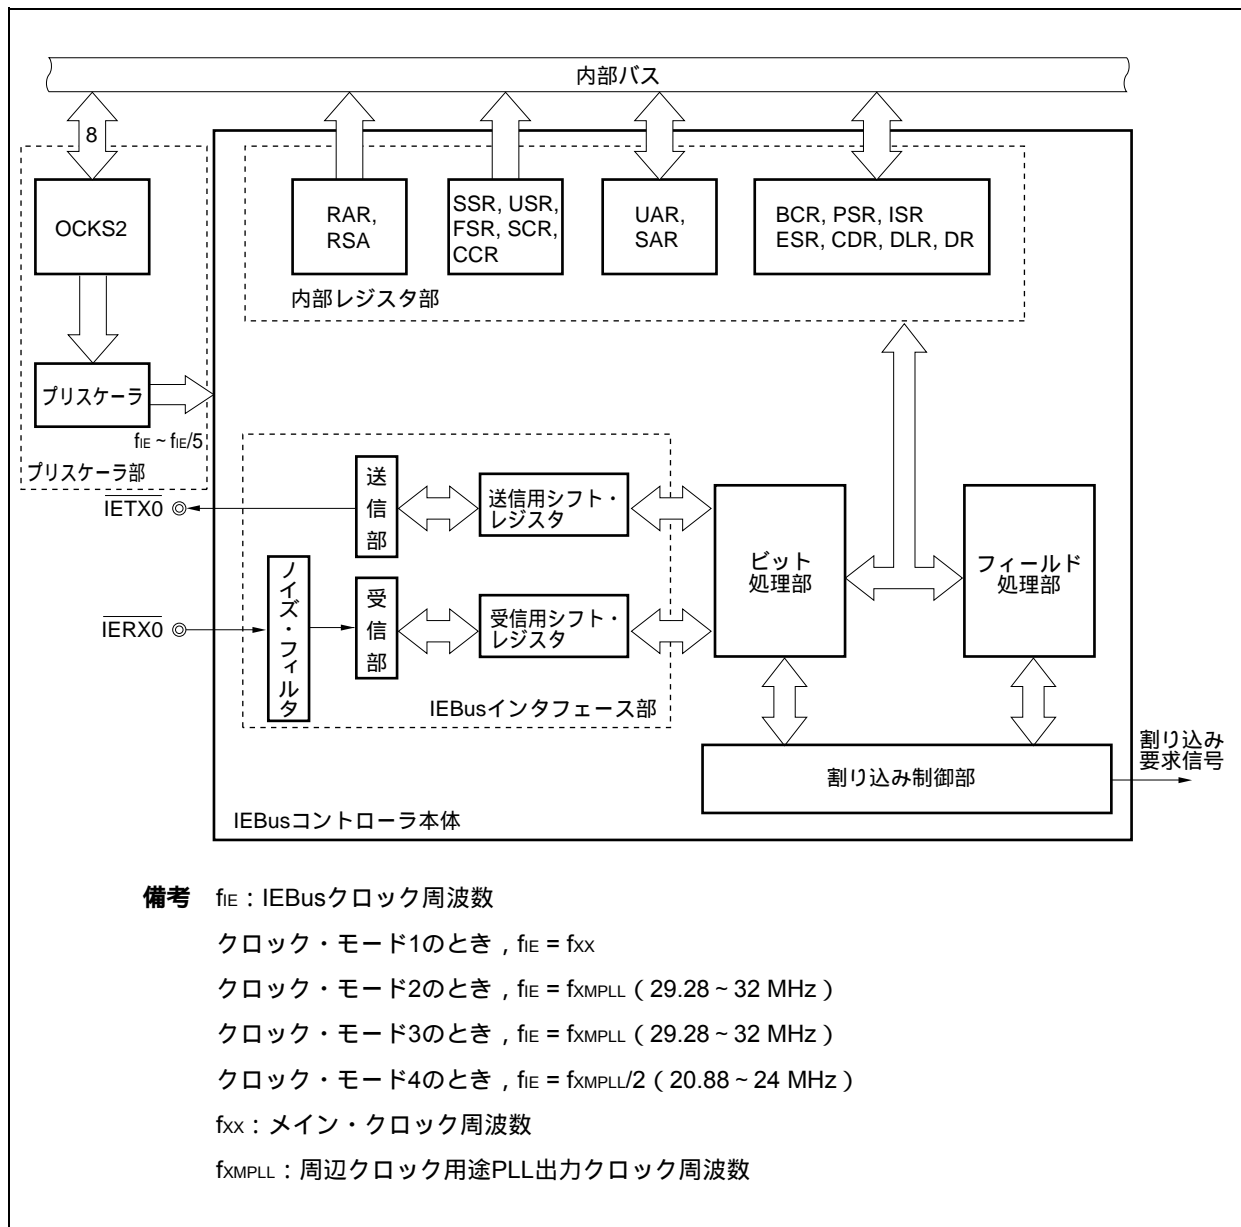 内部バス
8
OCKS2
プリスケーラ
fIE ~ fIE/5
プリスケーラ部
RAR,
RSA
SSR, USR,
FSR, SCR,
CCR
UAR,
SAR
BCR, PSR, ISR
ESR, CDR, DLR, DR
内部レジスタ部
IETX0
送信部
送信用シフト・
レジスタ
IERX0
ノイズ・フィルタ
受信部
受信用シフト・
レジスタ
IEBusインタフェース部
ビット
処理部
フィールド
処理部
割り込み制御部
割り込み
要求信号
IEBusコントローラ本体
備考 fIE：IEBusクロック周波数
クロック・モード1のとき，fIE = fXX
クロック・モード2のとき，fIE = fXMPLL（29.28 ~ 32 MHz）
クロック・モード3のとき，fIE = fXMPLL（29.28 ~ 32 MHz）
クロック・モード4のとき，fIE = fXMPLL/2（20.88 ~ 24 MHz）
fXX：メイン・クロック周波数
fXMPLL：周辺クロック用途PLL出力クロック周波数